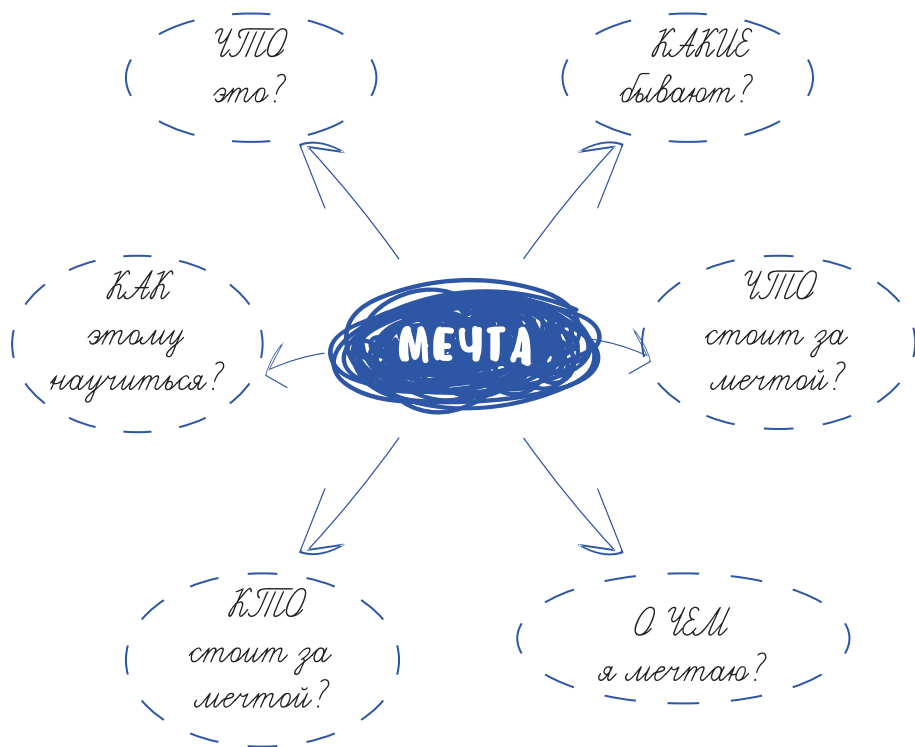 ЧТО
это?
КАКИЕ
бывают?
КАК
этому
научиться?
МЕЧТА
ЧТО
стоит за
мечтой?
КТО
стоит за
мечтой?
О ЧЕМ
я мечтаю?